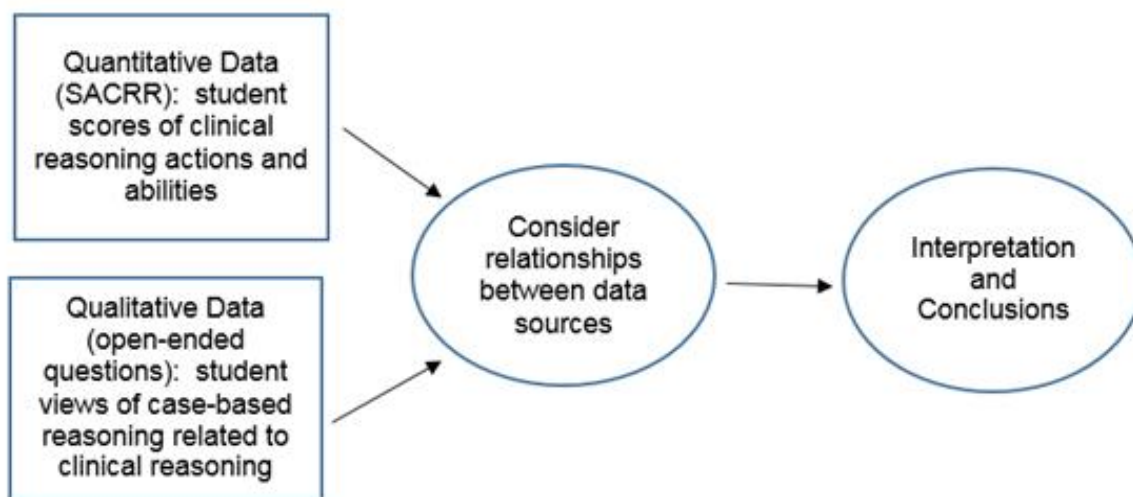 Quantitative Data
(SACRR):  student
scores of clinical
reasoning actions and
abilities
Qualitative Data
(open-ended
questions):  student
views of case-based
reasoning related to
clinical reasoning
Consider
relationships
between data
sources
Interpretation
and
Conclusions